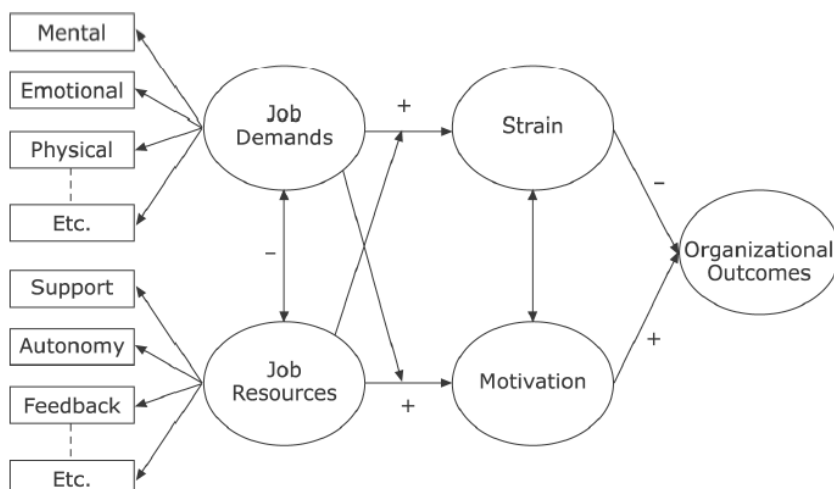 Mental
Emotional
Physical
Etc.
Support
Autonomy
Feedback
Etc.
Job
Demands
–
Job
Resources
+
+
Strain
Motivation
–
+
Organizational
Outcomes